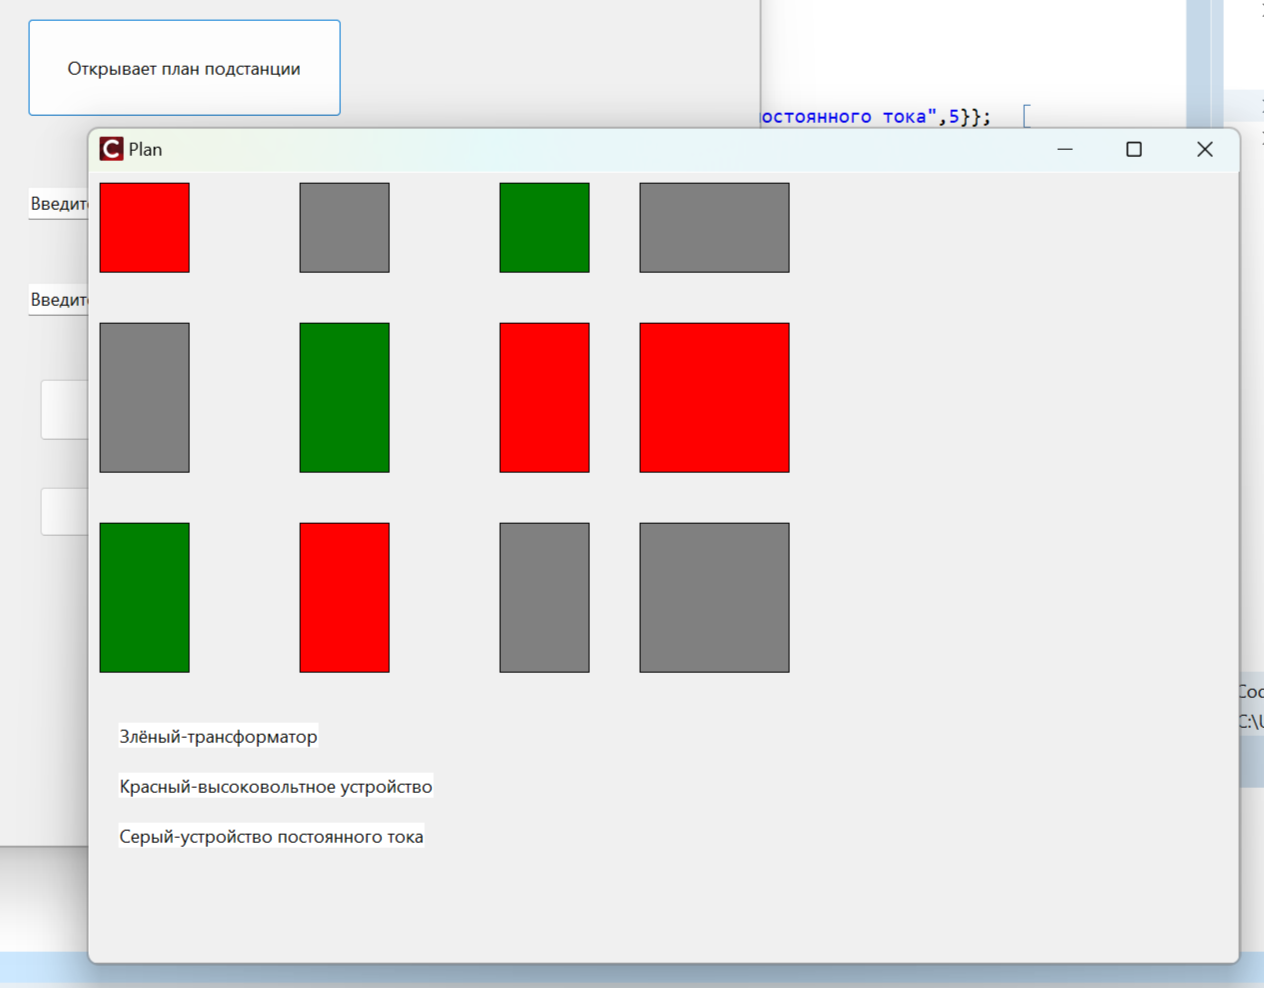 Открывает план подстанции
остоянного тока",5}};
Plan
Введит
Введит
Злёный-трансформатор
Красный-высоковольтное устройство
Серый-устройство постоянного тока
C:\